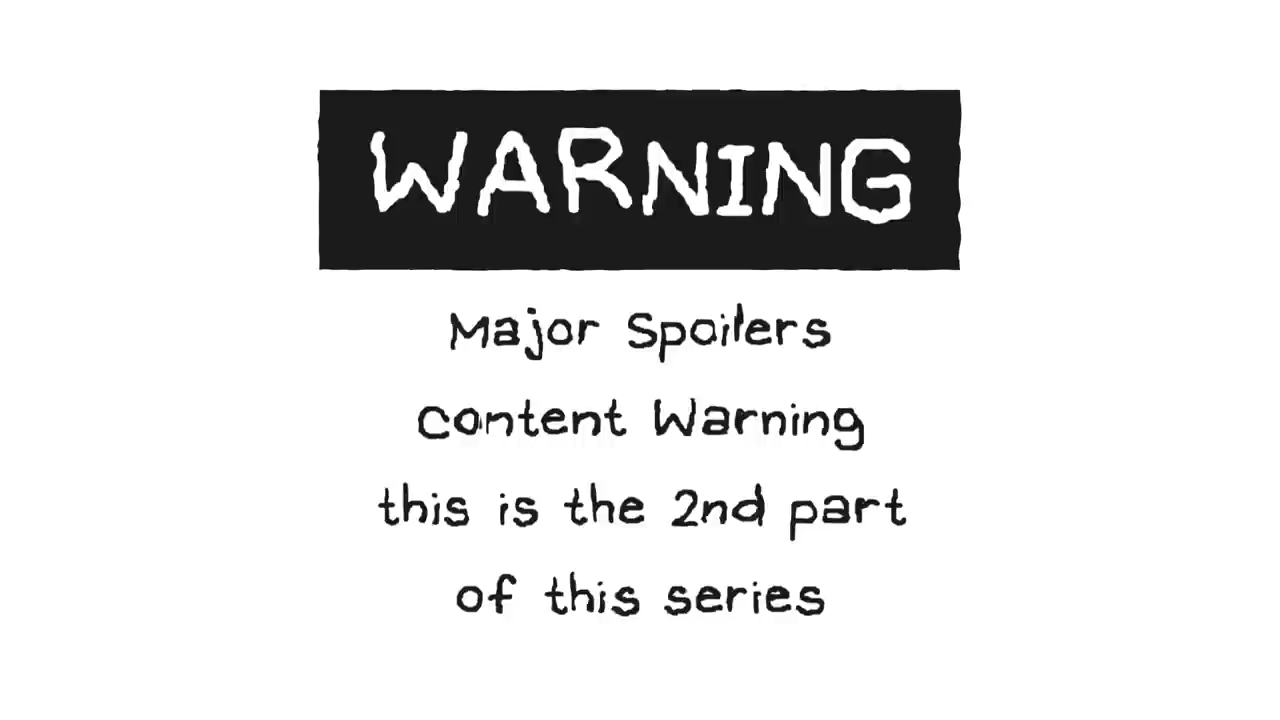 WARNING
Major Spoilers
Content Warning
this is the 2nd part
of this series